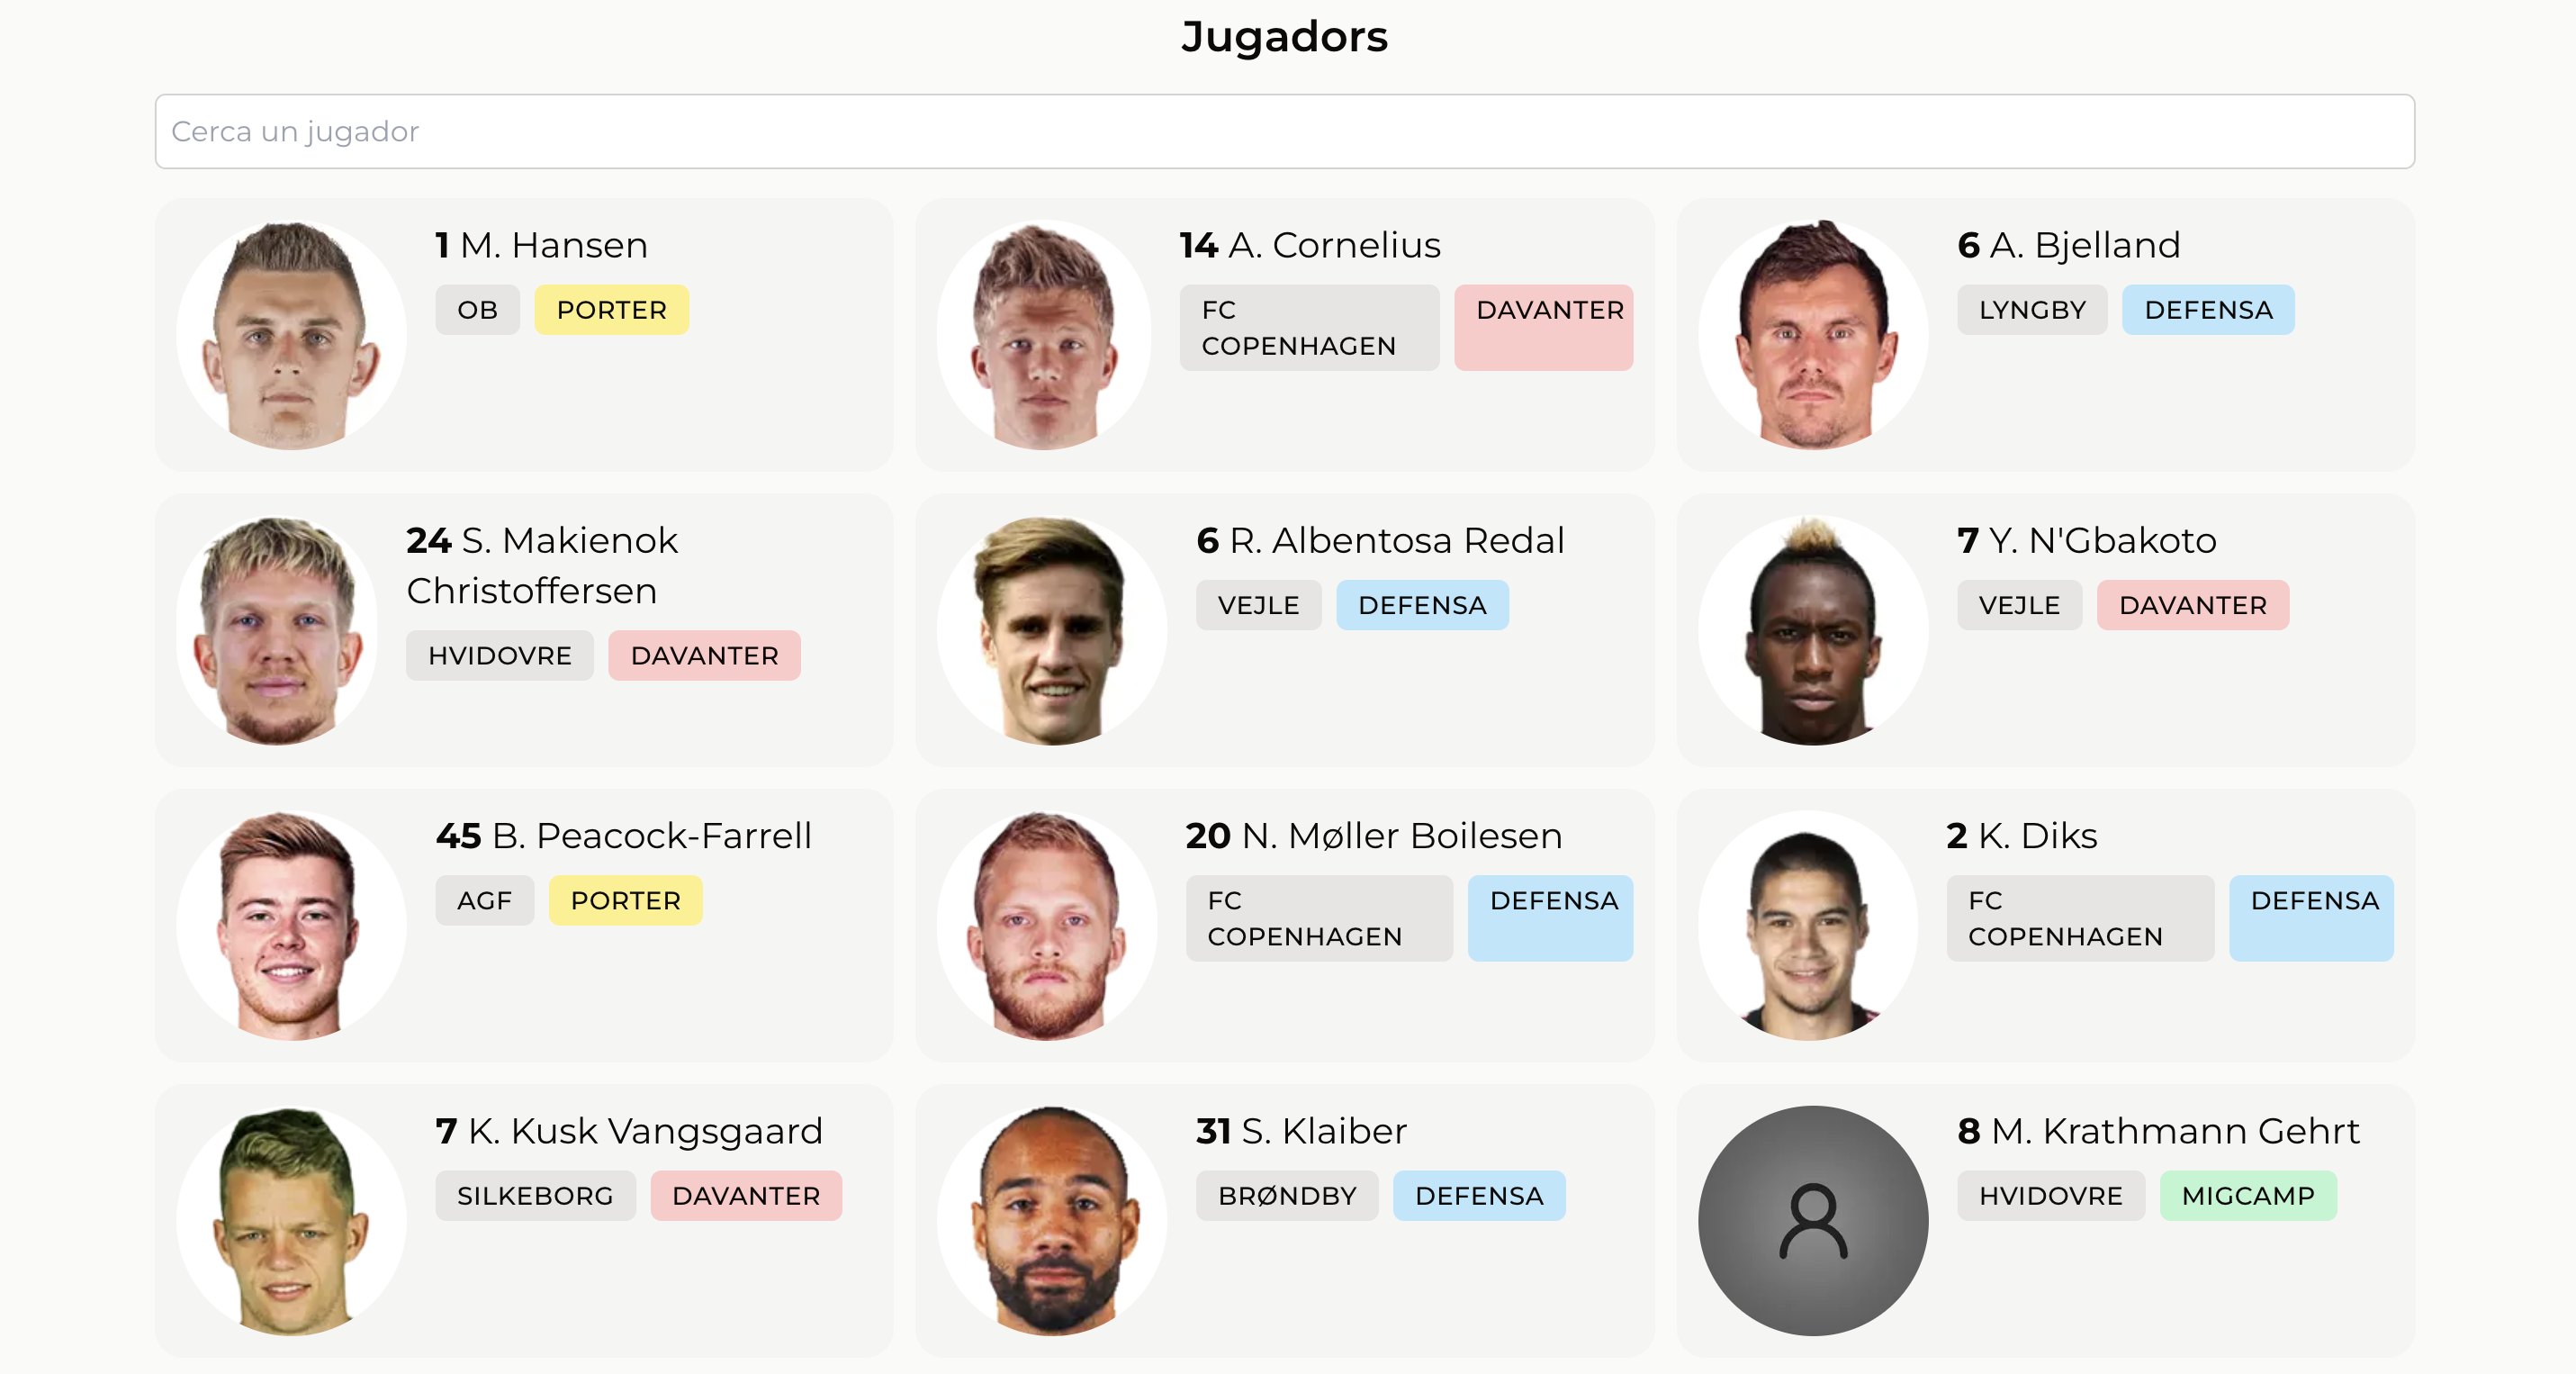 Jugadors
Cerca un jugador
1 M. Hansen
OB PORTER
14 A. Cornelius
FC
COPENHAGEN
DAVANTER
6 A. Bjelland
LYNGBY DEFENSA
24 S. Makienok
Christoffersen
HVIDOVRE DAVANTER
6 R. Albentosa Redal
VEJLE DEFENSA
7 Y. N'Gbakoto
VEJLE DAVANTER
45 B. Peacock-Farrell
AGF PORTER
20 N. Møller Boilesen
FC
COPENHAGEN
DEFENSA
2 K. Diks
FC
COPENHAGEN
DEFENSA
7 K. Kusk Vangsgaard
SILKEBORG DAVANTER
31 S. Klaiber
BRØNDBY DEFENSA
8 M. Krathmann Gehrt
HVIDOVRE MIGCAMP